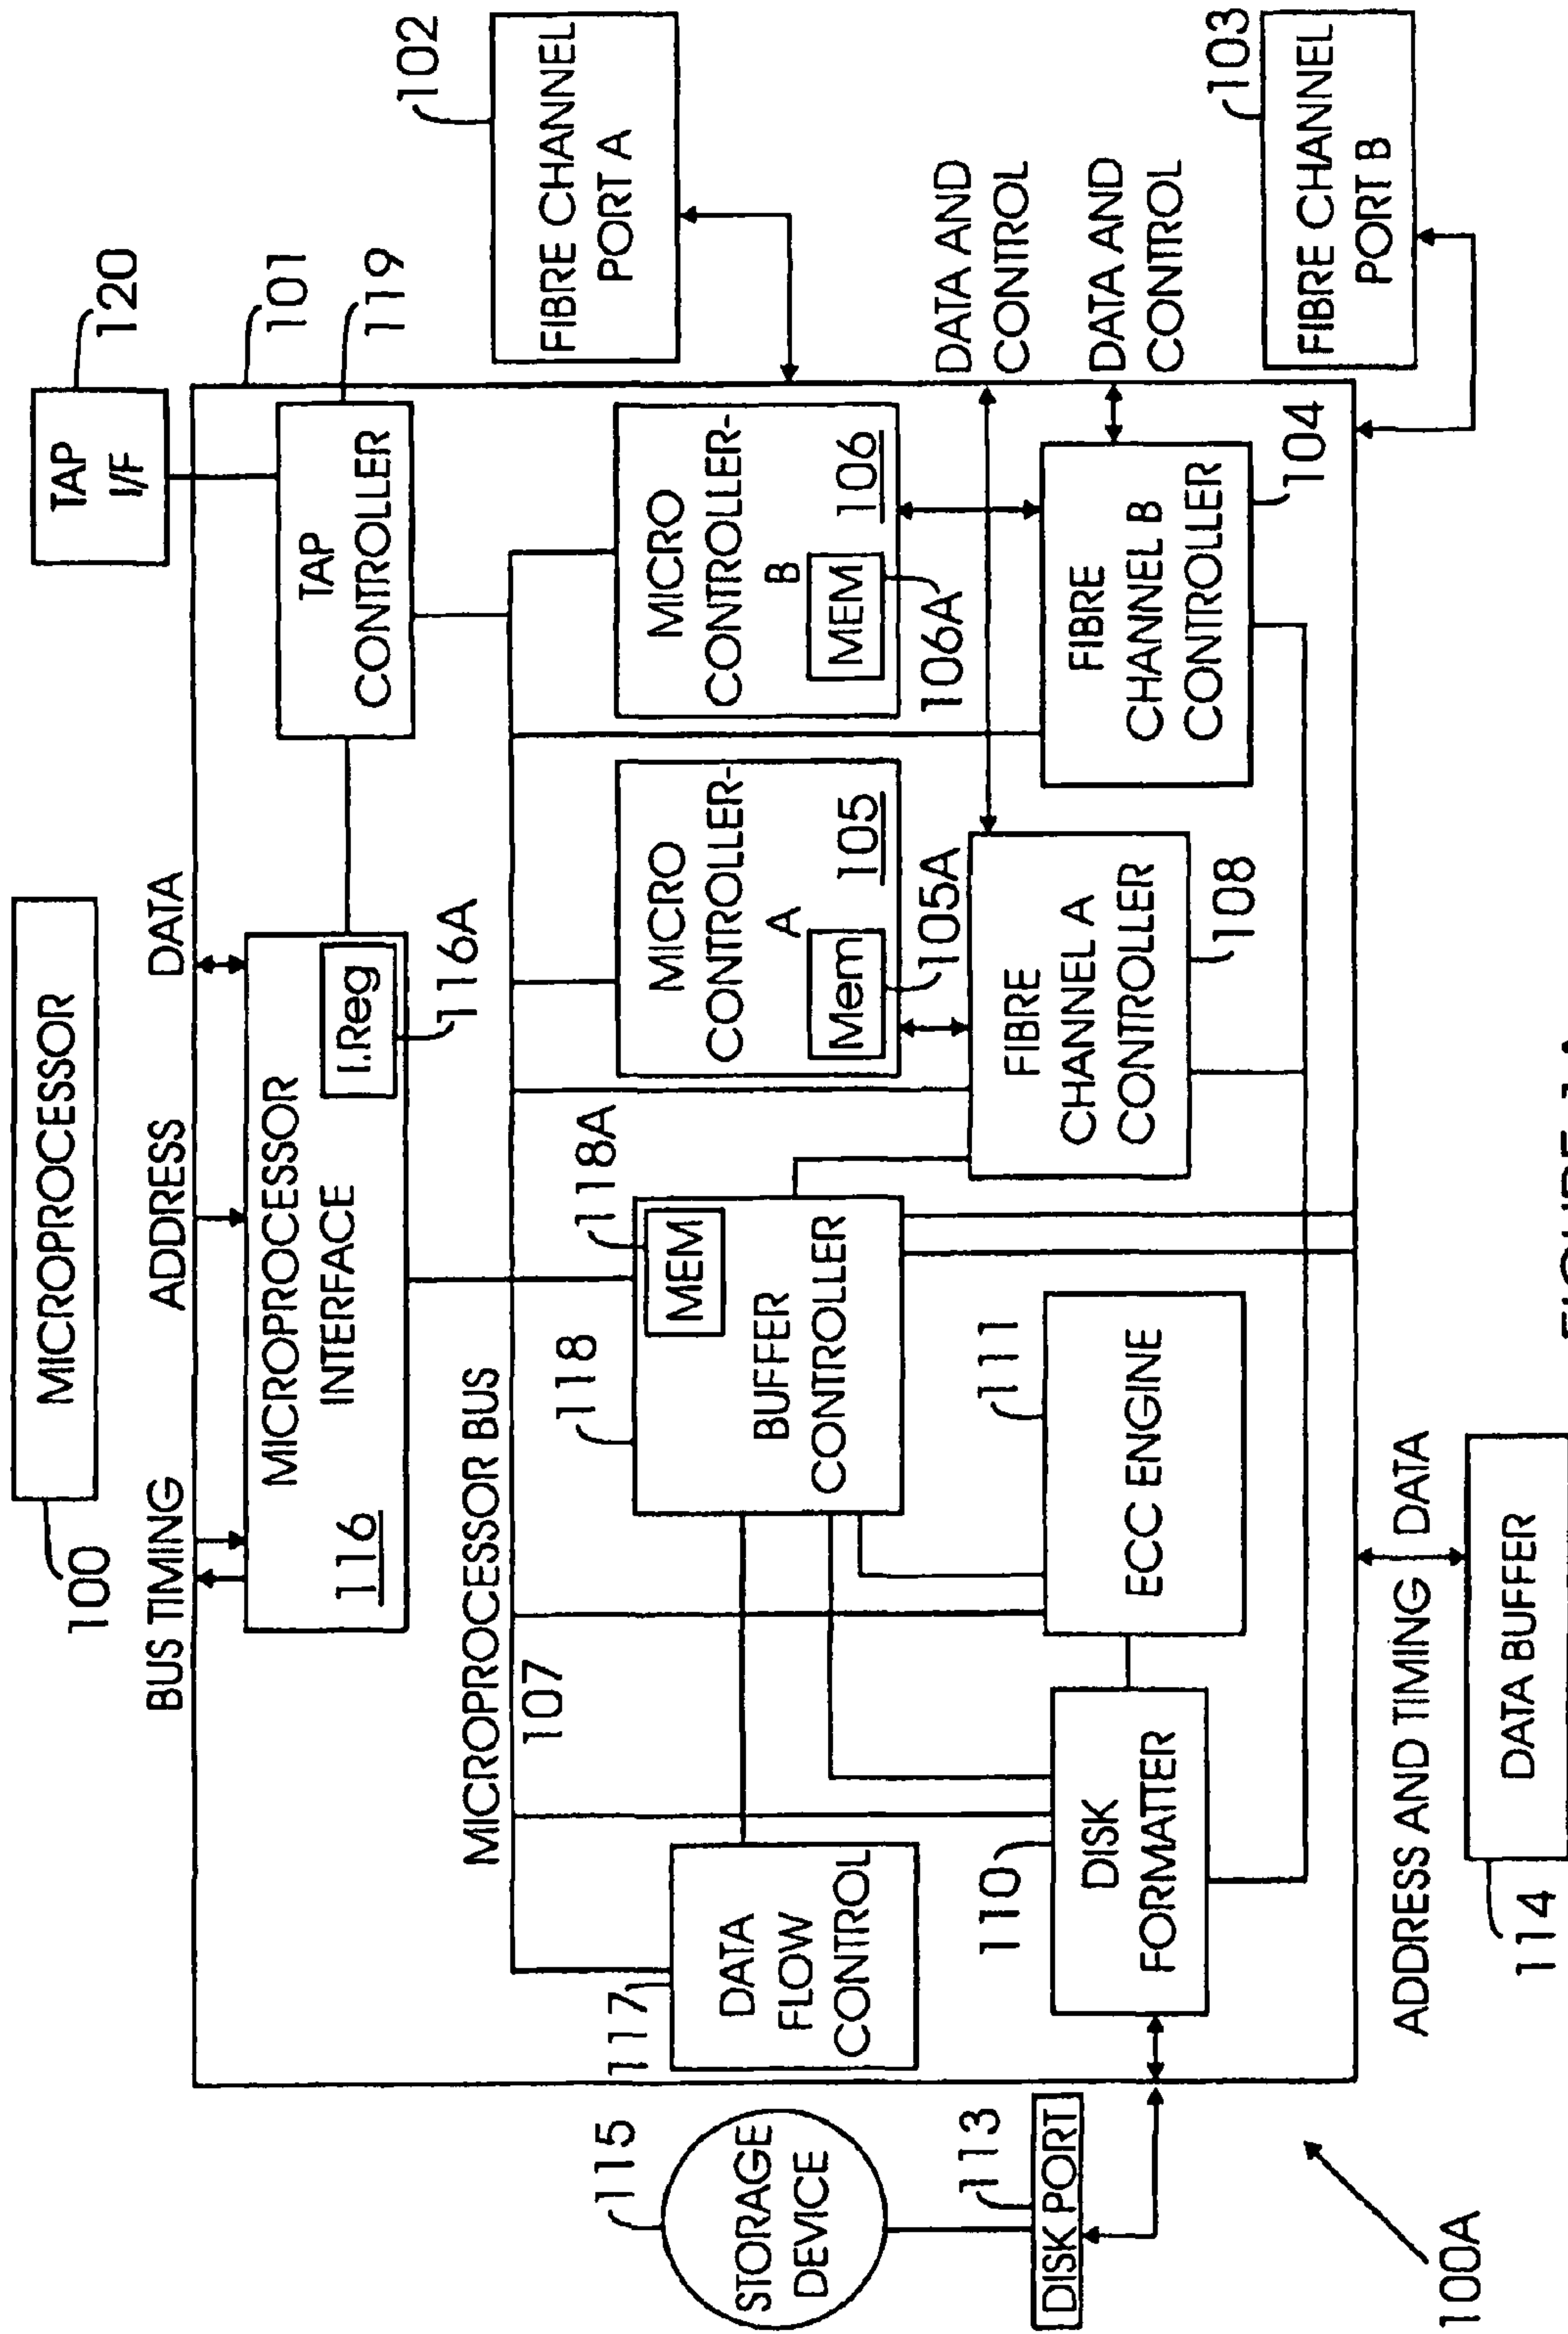 100
MICROPROCESSOR
120
TAP
I/F
BUS TIMING
ADDRESS
DATA
101
MICROPROCESSOR
INTERFACE
116
I.Reg
116A
TAP
CONTROLLER
119
102
FIBRE CHANNEL
PORT A
MICROPROCESSOR BUS
107
115
STORAGE
DEVICE
117
DATA
FLOW
CONTROL
118
118A
MEM
BUFFER
CONTROLLER
MICRO
CONTROLLER-
A
Mem
105
105A
MICRO
CONTROLLER-
B
MEM
106
106A
DATA AND
CONTROL
DATA AND
CONTROL
113
DISK PORT
110
DISK
FORMATTER
111
ECC ENGINE
FIBRE
CHANNEL A
CONTROLLER
108
FIBRE
CHANNEL B
CONTROLLER
104
103
FIBRE CHANNEL
PORT B
100A
ADDRESS AND TIMING
DATA
114
DATA BUFFER